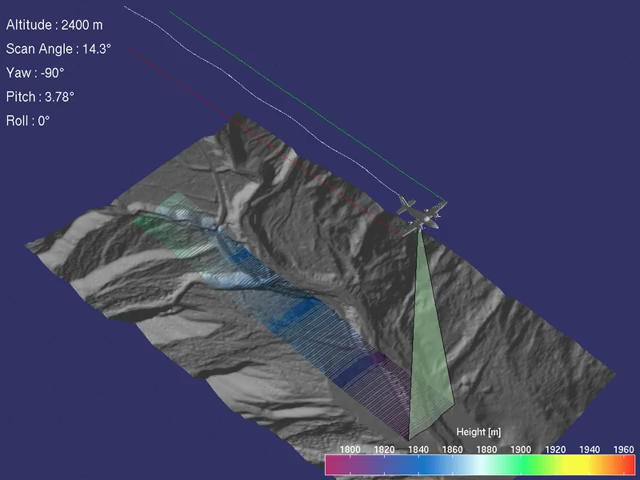 Altitude : 2400 m
Scan Angle : 14.3°
Yaw : -90°
Pitch : 3.78°
Roll : 0°
Height [m]
1800 1820 1840 1860 1880 1900 1920 1940 1960